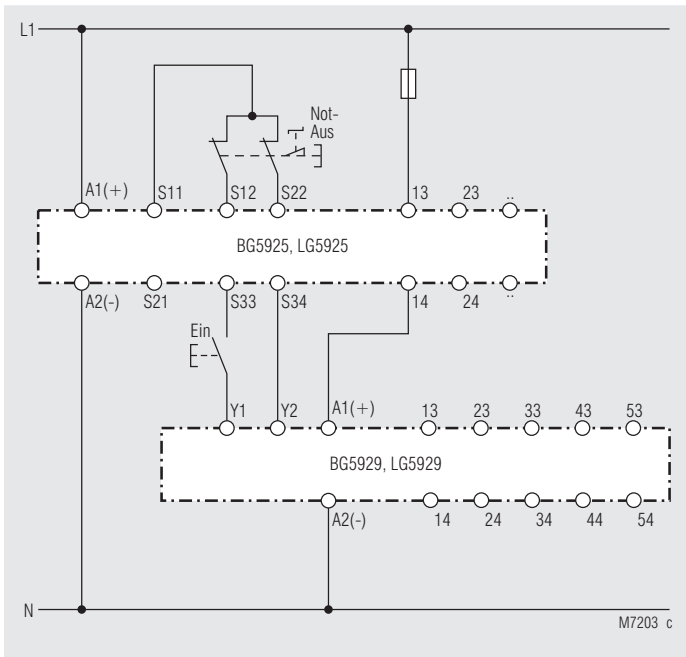 L1
Not-
Aus
A1(+) S11 S12 S22 13 23 ..
BG5925, LG5925
A2(-) S21 S33 S34 14 24 ..
Ein
Y1 Y2 A1(+) 13 23 33 43 53
BG5929, LG5929
A2(-) 14 24 34 44 54
N
M7203 c